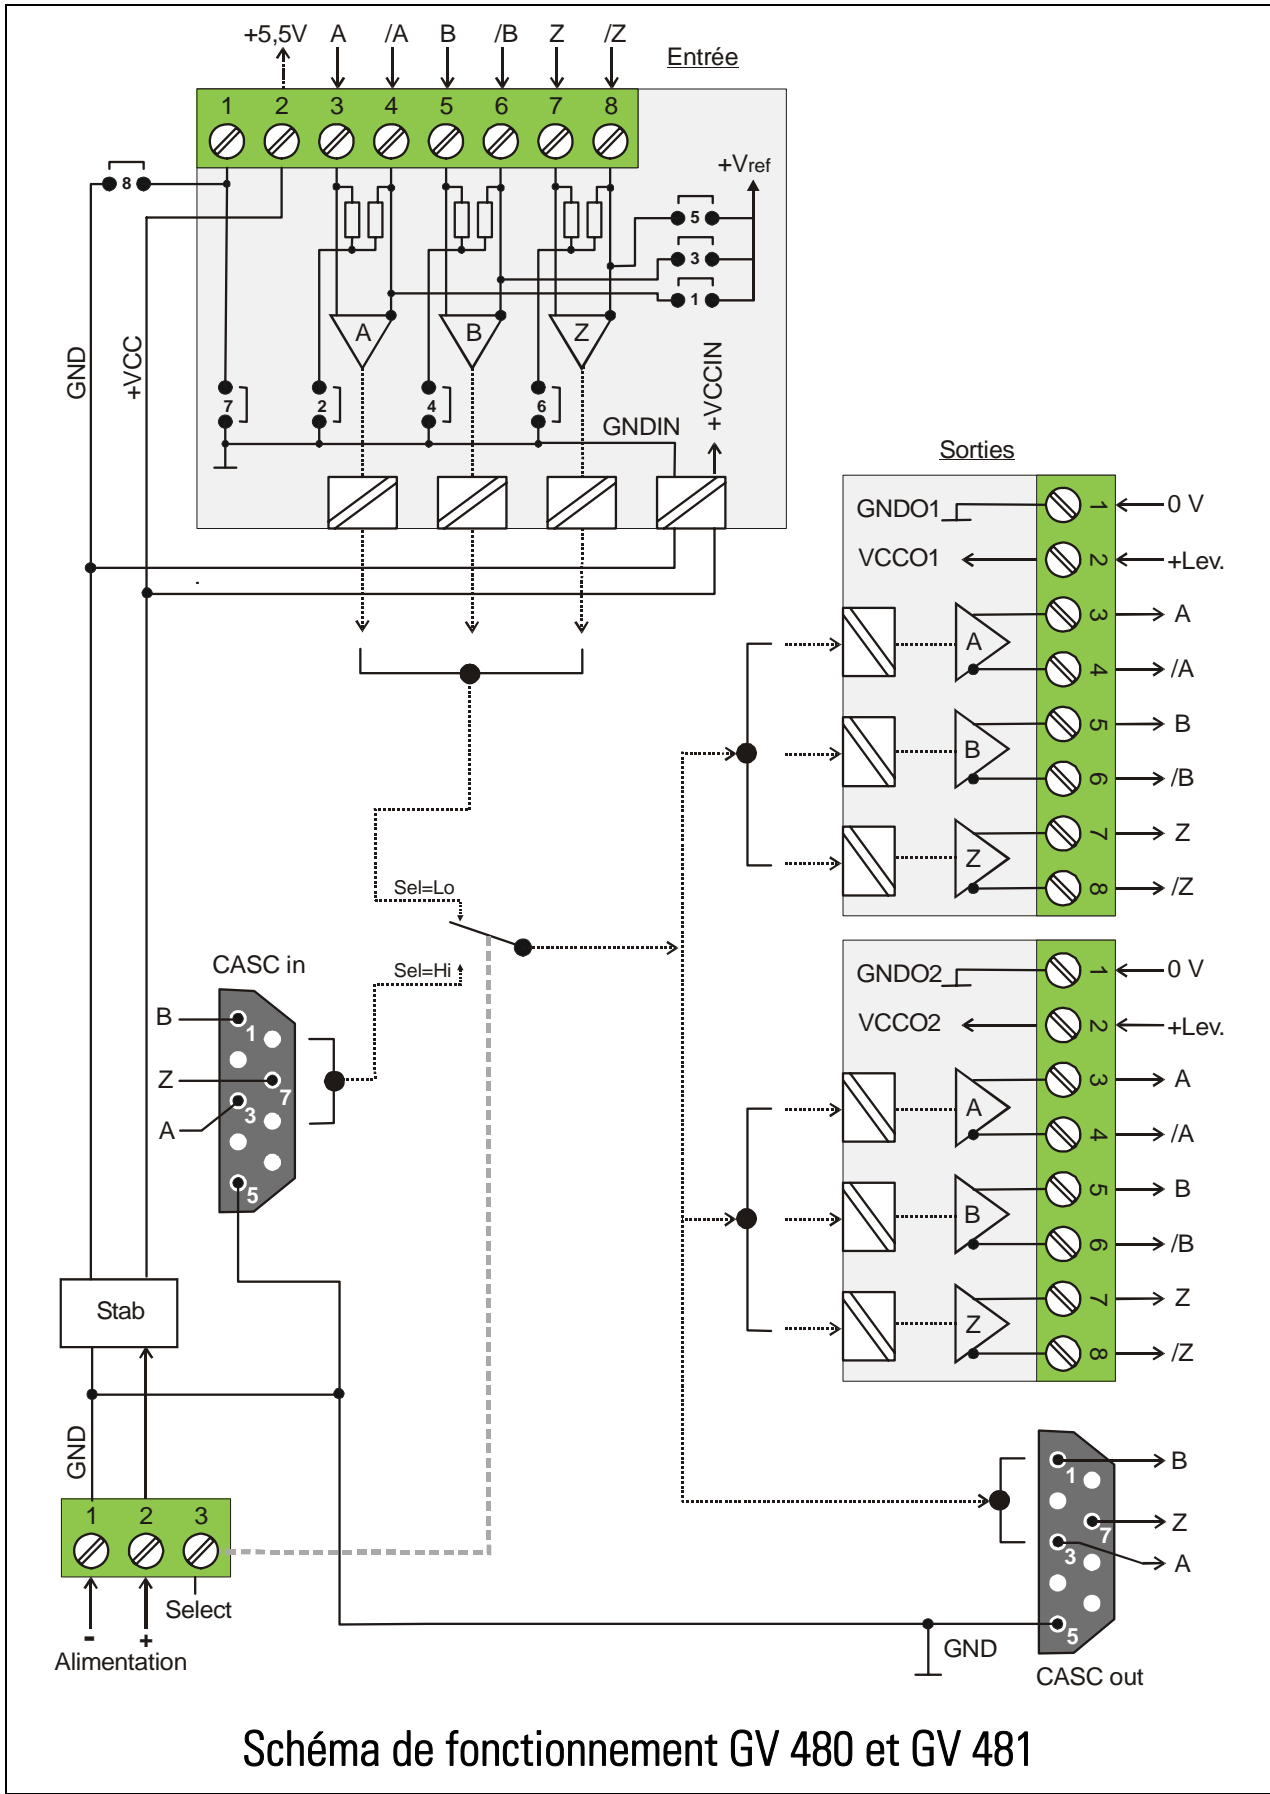 +5,5V A /A B /B Z /Z
Entrée
1 2 3 4 5 6 7 8
+Vref
8
5
3
1
A B Z
GND
+VCC
+VCCIN
7 2 4 6
GNDIN
Sorties
GNDO1 1 0 V
VCCO1 2 +Lev.
A 3 A
4 /A
B 5 B
6 /B
Z 7 Z
8 /Z
Sel=Lo
Sel=Hi
CASC in
B 1
Z 7
A 3
5
GNDO2 1 0 V
VCCO2 2 +Lev.
A 3 A
4 /A
B 5 B
6 /B
Z 7 Z
8 /Z
Stab
GND
1 2 3
Select
- +
Alimentation
1 B
7 Z
3 A
5
GND
CASC out
Schéma de fonctionnement GV 480 et GV 481